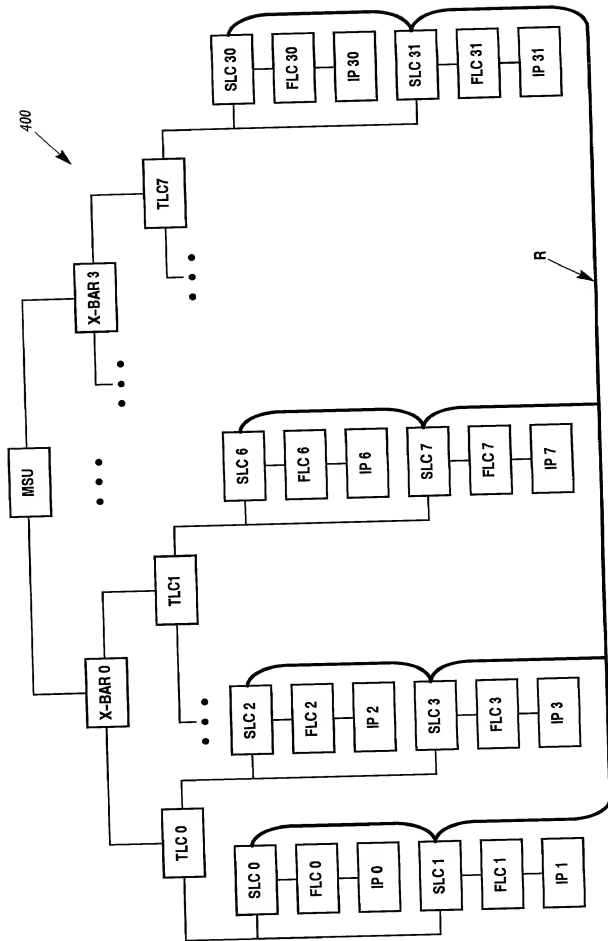 400
MSU
X-BAR 0
X-BAR 3
TLC 0
TLC1
TLC7
SLC 0
FLC 0
IP 0
SLC 1
FLC 1
IP 1
SLC 2
FLC 2
IP 2
SLC 3
FLC 3
IP 3
SLC 6
FLC 6
IP 6
SLC 7
FLC 7
IP 7
SLC 30
FLC 30
IP 30
SLC 31
FLC 31
IP 31
R